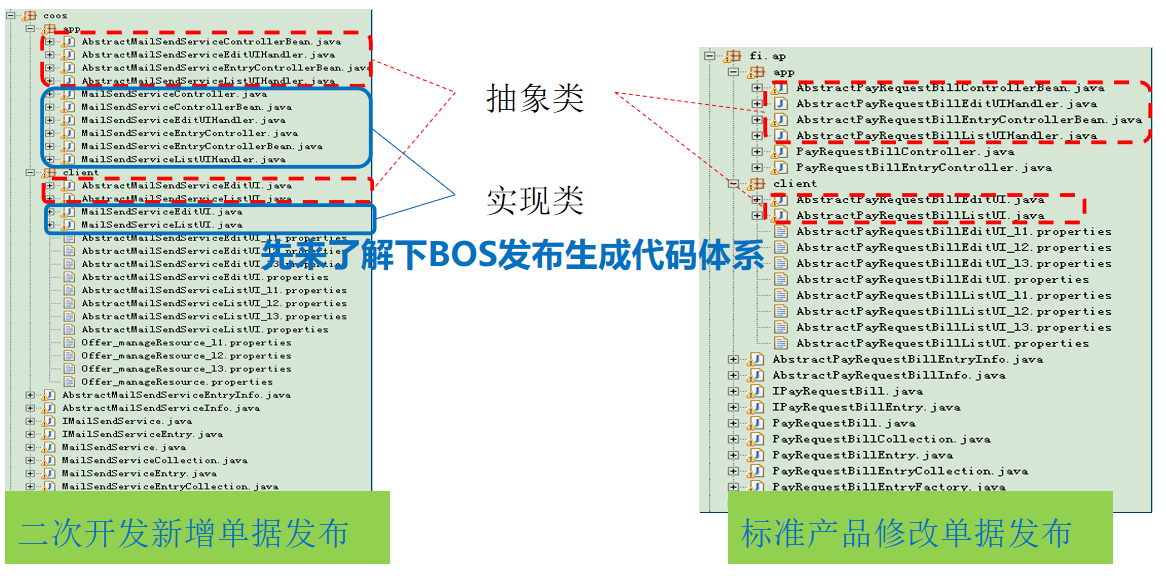 coos
app
AbstractMailSendServiceControllerBean.java
AbstractMailSendServiceEditUIHandler.java
AbstractMailSendServiceEntryControllerBean.java
AbstractMailSendServiceListUIHandler.java
MailSendServiceController.java
MailSendServiceControllerBean.java
MailSendServiceEditUIHandler.java
MailSendServiceEntryController.java
MailSendServiceEntryControllerBean.java
MailSendServiceListUIHandler.java
client
AbstractMailSendServiceEditUI.java
AbstractMailSendServiceListUI.java
MailSendServiceEditUI.java
MailSendServiceListUI.java
AbstractMailSendServiceEditUI_l1.properties
AbstractMailSendServiceEditUI_l2.properties
AbstractMailSendServiceEditUI_l3.properties
AbstractMailSendServiceEditUI.properties
AbstractMailSendServiceListUI_l1.properties
AbstractMailSendServiceListUI_l2.properties
AbstractMailSendServiceListUI_l3.properties
AbstractMailSendServiceListUI.properties
Offer_manageResource_l1.properties
Offer_manageResource_l2.properties
Offer_manageResource_l3.properties
Offer_manageResource.properties
AbstractMailSendServiceEntryInfo.java
AbstractMailSendServiceInfo.java
IMailSendService.java
IMailSendServiceEntry.java
MailSendService.java
MailSendServiceCollection.java
MailSendServiceEntry.java
MailSendServiceEntryCollection.java
二次开发新增单据发布
抽象类
实现类
先来了解下BOS发布生成代码体系
fi.ap
app
AbstractPayRequestBillControllerBean.java
AbstractPayRequestBillEditUIHandler.java
AbstractPayRequestBillEntryControllerBean.java
AbstractPayRequestBillListUIHandler.java
PayRequestBillController.java
PayRequestBillEntryController.java
client
AbstractPayRequestBillEditUI.java
AbstractPayRequestBillListUI.java
AbstractPayRequestBillEditUI_l1.properties
AbstractPayRequestBillEditUI_l2.properties
AbstractPayRequestBillEditUI_l3.properties
AbstractPayRequestBillEditUI.properties
AbstractPayRequestBillListUI_l1.properties
AbstractPayRequestBillListUI_l2.properties
AbstractPayRequestBillListUI_l3.properties
AbstractPayRequestBillListUI.properties
AbstractPayRequestBillEntryInfo.java
AbstractPayRequestBillInfo.java
IPayRequestBill.java
IPayRequestBillEntry.java
PayRequestBill.java
PayRequestBillCollection.java
PayRequestBillEntry.java
PayRequestBillEntryCollection.java
PayRequestBillEntryFactory.java
标准产品修改单据发布